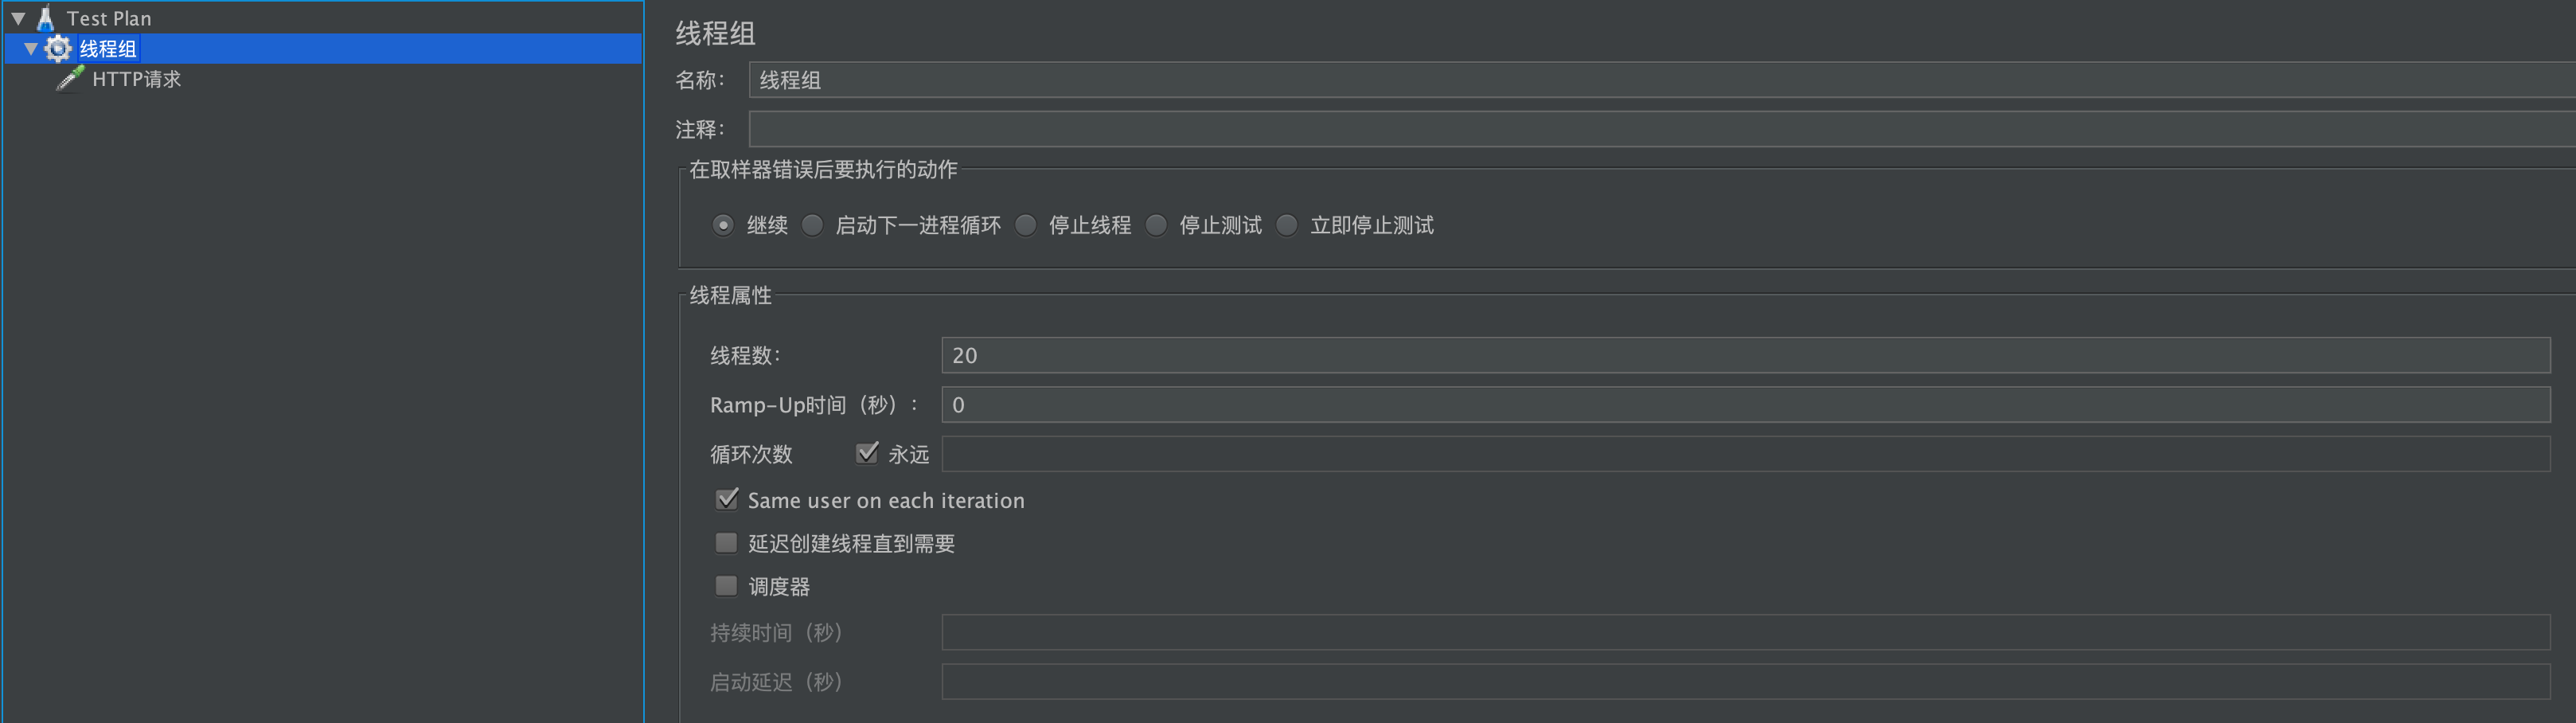 Test Plan
线程组
HTTP请求
线程组
名称： 线程组
注释：
在取样器错误后要执行的动作
继续 启动下一进程循环 停止线程 停止测试 立即停止测试
线程属性
线程数： 20
Ramp-Up时间（秒）： 0
循环次数 永远
Same user on each iteration
延迟创建线程直到需要
调度器
持续时间（秒）
启动延迟（秒）